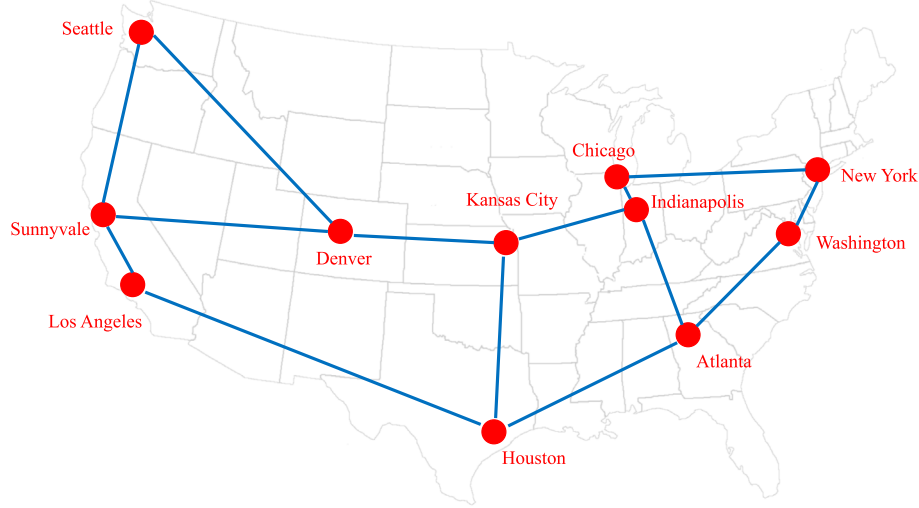 Seattle
Chicago
New York
Kansas City
Indianapolis
Sunnyvale
Washington
Denver
Los Angeles
Atlanta
Houston